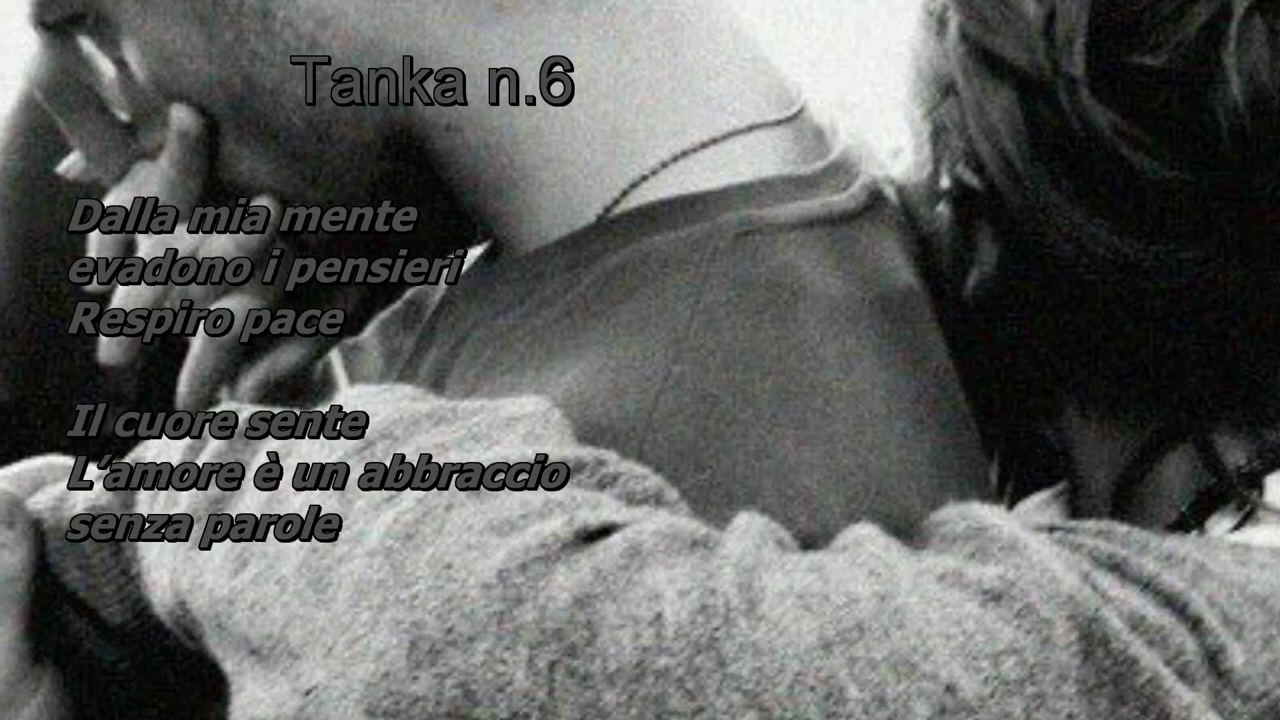 Tanka n.6
Dalla mia mente
evadono i pensieri
Respiro pace
Il cuore sente
L'amore è un abbraccio
senza parole